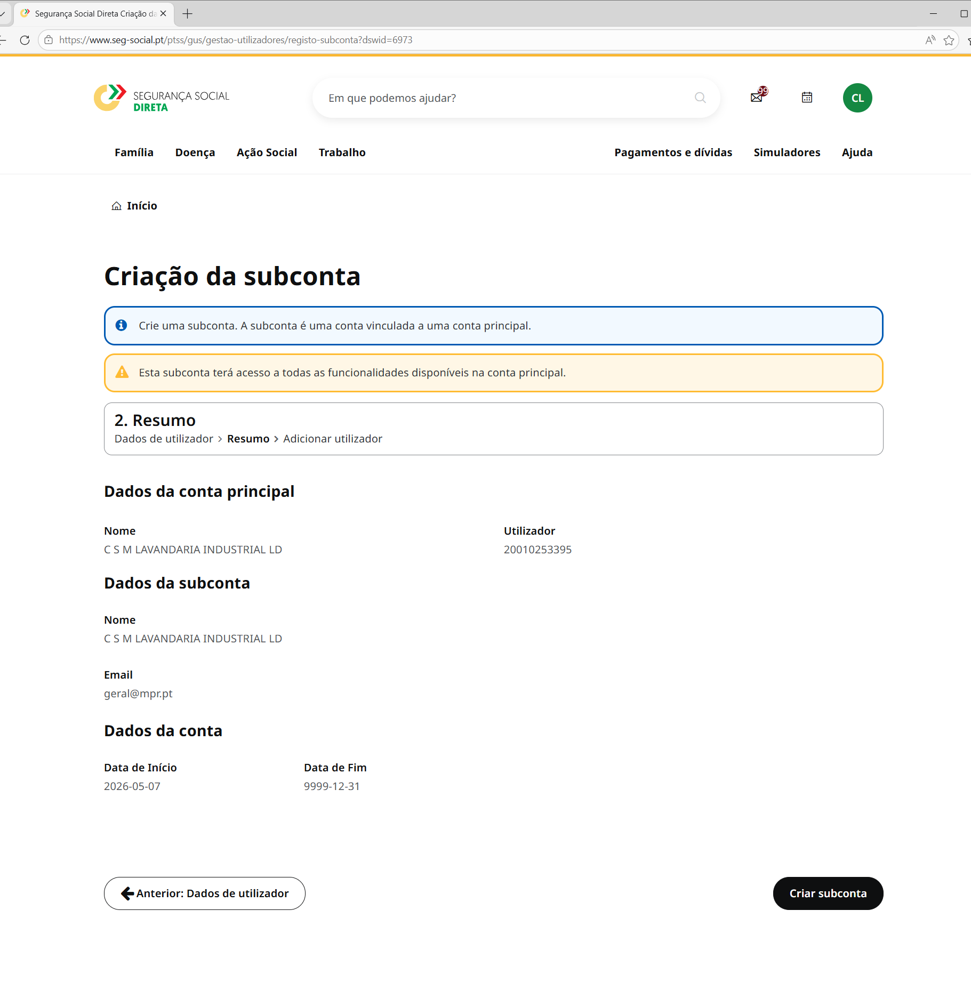 Segurança Social Direta Criação da
https://www.seg-social.pt/ptss/gus/gestao-utilizadores/registo-subconta?dswid=6973
SEGURANÇA SOCIAL
DIRETA
Em que podemos ajudar?
99
CL
Família Doença Ação Social Trabalho Pagamentos e dívidas Simuladores Ajuda
Início
Criação da subconta
Crie uma subconta. A subconta é uma conta vinculada a uma conta principal.
Esta subconta terá acesso a todas as funcionalidades disponíveis na conta principal.
2. Resumo
Dados de utilizador > Resumo > Adicionar utilizador
Dados da conta principal
Nome Utilizador
C S M LAVANDARIA INDUSTRIAL LD 20010253395
Dados da subconta
Nome
C S M LAVANDARIA INDUSTRIAL LD
Email
geral@mpr.pt
Dados da conta
Data de Início Data de Fim
2026-05-07 9999-12-31
Anterior: Dados de utilizador Criar subconta